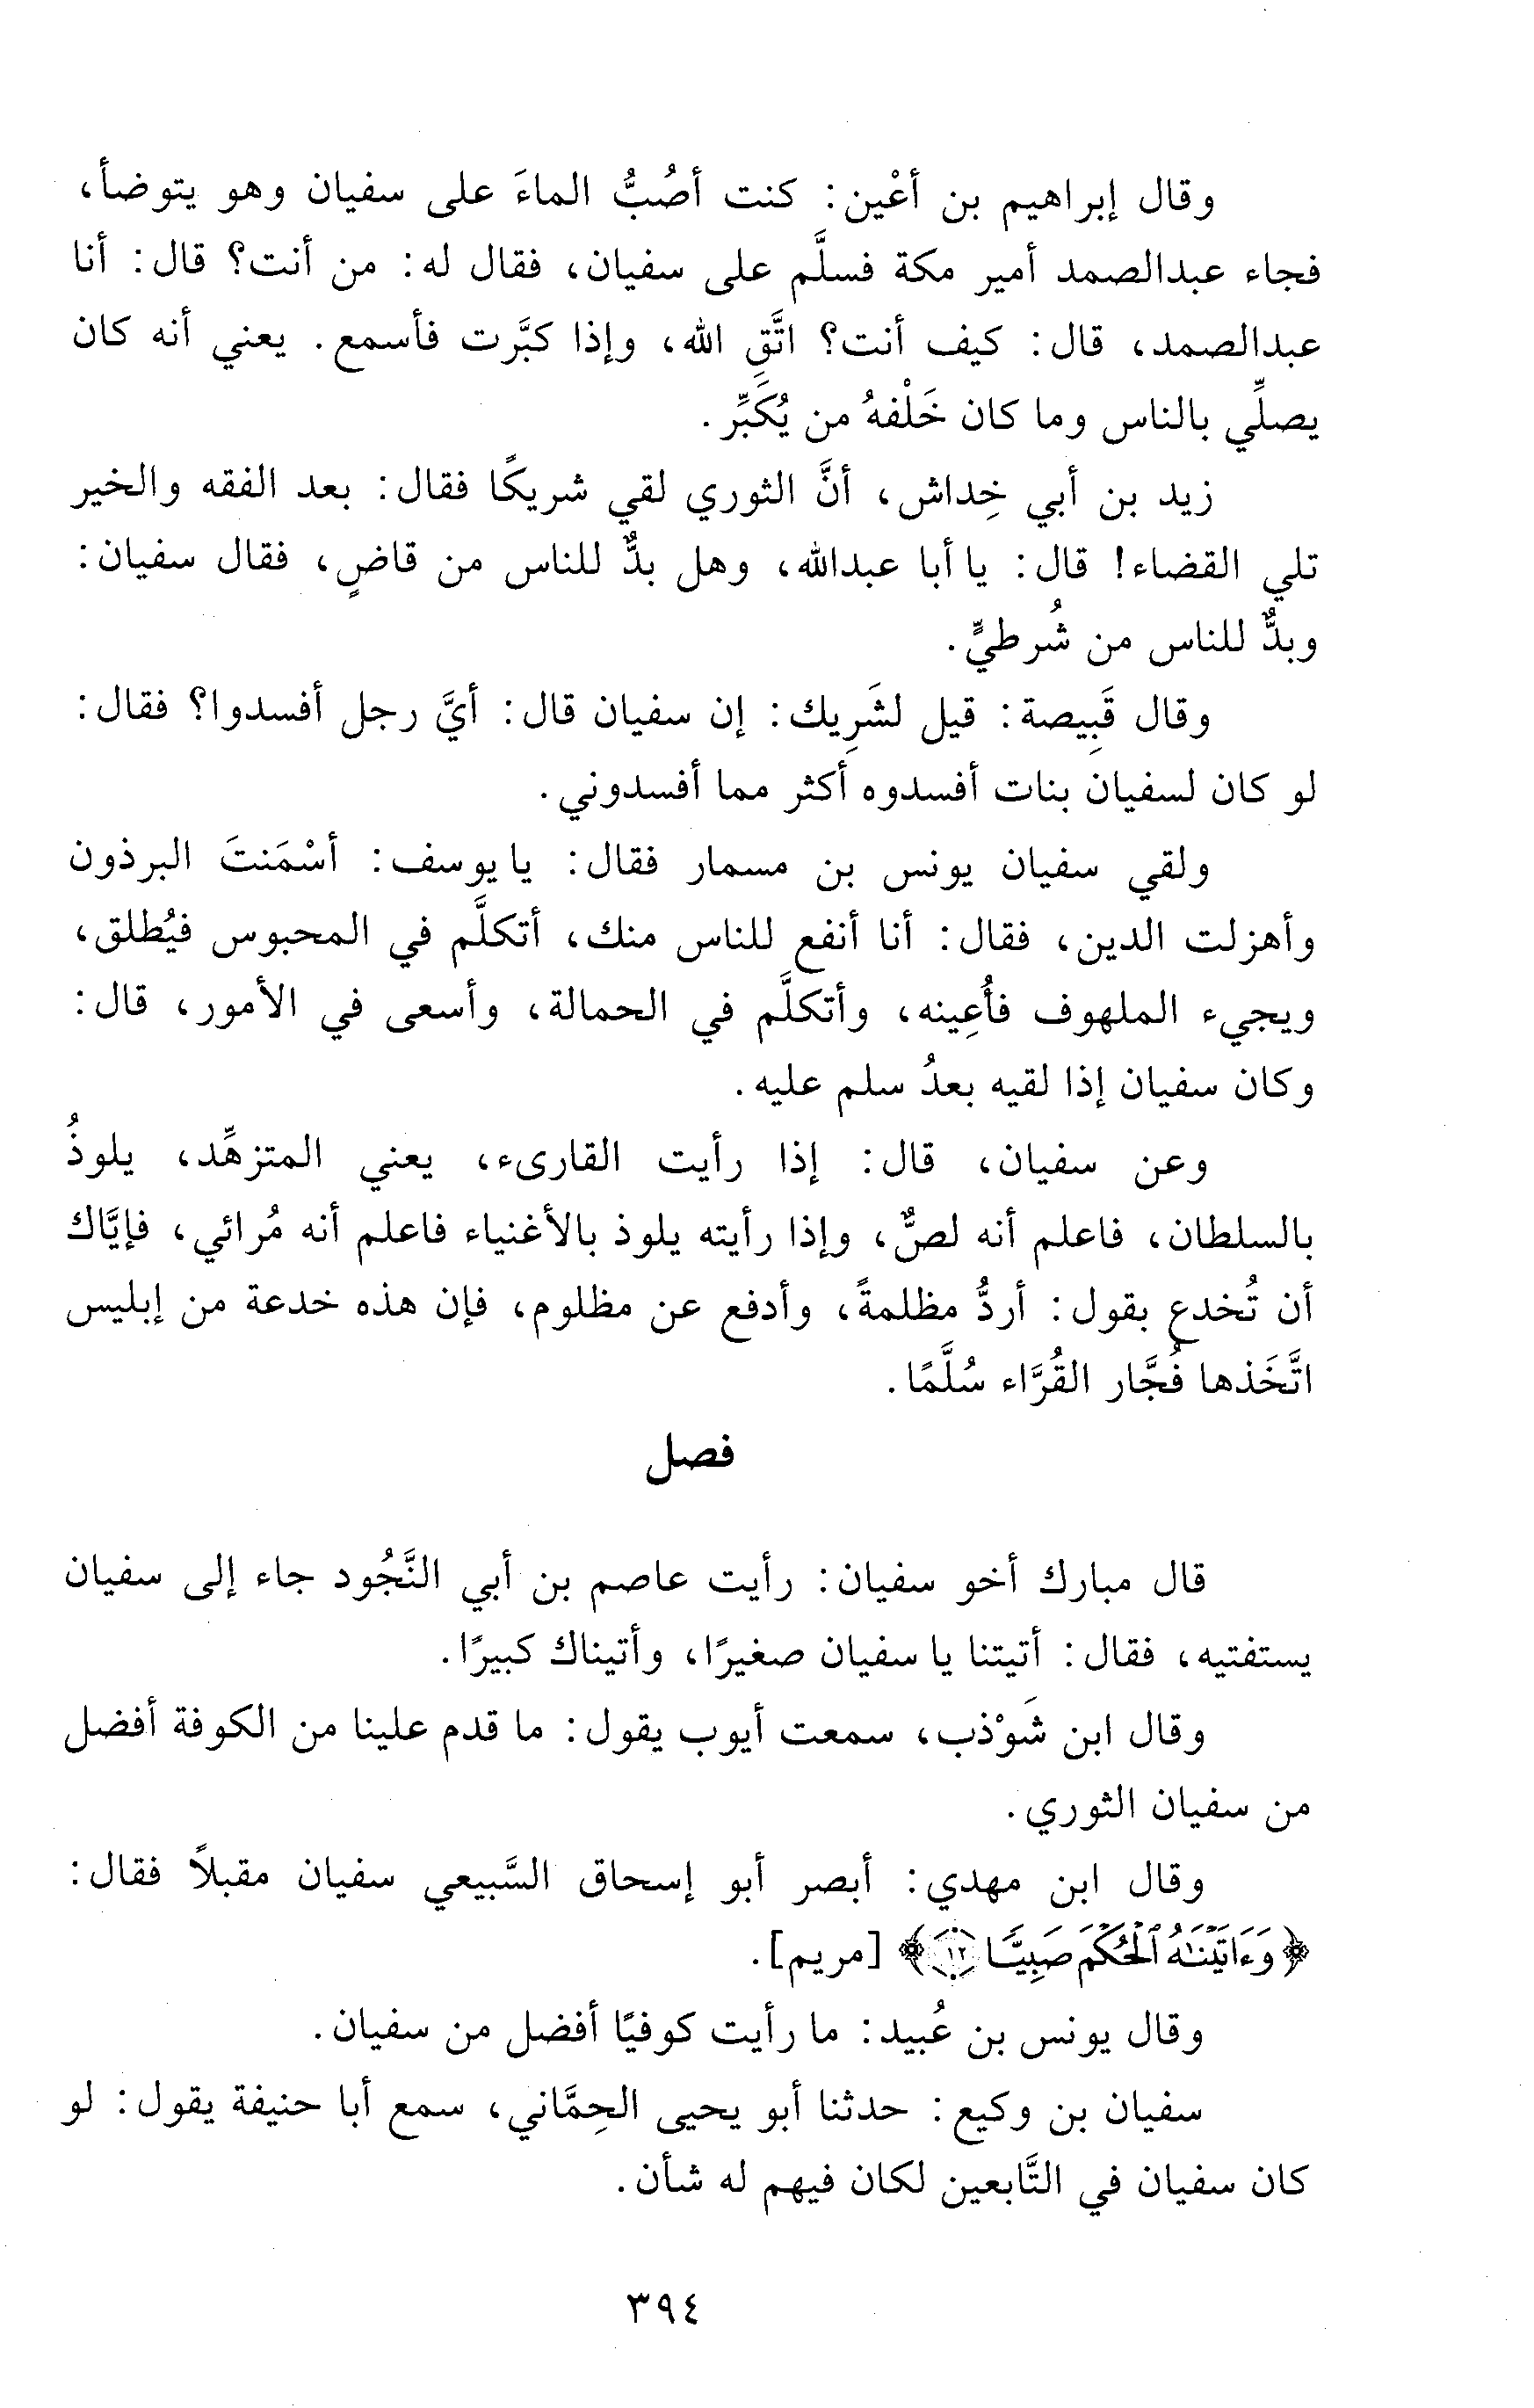 وقال إبراهيم بن أعْين: كنت أصُبُّ الماءَ على سفيان وهو يتوضأ،
فجاء عبدالصمد أمير مكة فسلَّم على سفيان، فقال له: من أنت؟ قال: أنا
عبدالصمد، قال: كيف أنت؟ اتَّقِ الله، وإذا كبَّرت فأسمع. يعني أنه كان
يصلِّي بالناس وما كان خَلْفهُ من يُكَبِّر.
زيد بن أبي خِداش، أنَّ الثوري لقي شريكًا فقال: بعد الفقه والخير
تلي القضاء! قال: يا أبا عبدالله، وهل بدٌّ للناس من قاضٍ، فقال سفيان:
وبدٌّ للناس من شُرطيٍّ.
وقال قَبِيصة: قيل لشَرِيك: إن سفيان قال: أيَّ رجل أفسدوا؟ فقال:
لو كان لسفيان بنات أفسدوه أكثر مما أفسدوني.
ولقي سفيان يونس بن مسمار فقال: يا يوسف: أسْمَنتَ البرذون
وأهزلت الدين، فقال: أنا أنفع للناس منك، أتكلَّم في المحبوس فيُطلق،
ويجيء الملهوف فأُعِينه، وأتكلَّم في الحمالة، وأسعى في الأمور، قال:
وكان سفيان إذا لقيه بعدُ سلم عليه.
وعن سفيان، قال: إذا رأيت القارىء، يعني المتزهِّد، يلوذُ
بالسلطان، فاعلم أنه لصٌّ، وإذا رأيته يلوذ بالأغنياء فاعلم أنه مُرائي، فإيَّاك
أن تُخدع بقول: أردُّ مظلمةً، وأدفع عن مظلوم، فإن هذه خدعة من إبليس
اتَّخَذها فُجَّار القُرَّاء سُلَّمًا.
فصل
قال مبارك أخو سفيان: رأيت عاصم بن أبي النَّجُود جاء إلى سفيان
يستفتيه، فقال: أتيتنا يا سفيان صغيرًا، وأتيناك كبيرًا.
وقال ابن شَوْذب، سمعت أيوب يقول: ما قدم علينا من الكوفة أفضل
من سفيان الثوري.
وقال ابن مهدي: أبصر أبو إسحاق السَّبيعي سفيان مقبلاً فقال:
﴿وَءَاتَيْنَٰهُ ٱلْحُكْمَ صَبِيًّا ١٢﴾ [مريم].
وقال يونس بن عُبيد: ما رأيت كوفيًا أفضل من سفيان.
سفيان بن وكيع: حدثنا أبو يحيى الحِمَّاني، سمع أبا حنيفة يقول: لو
كان سفيان في التَّابعين لكان فيهم له شأن.
٣٩٤